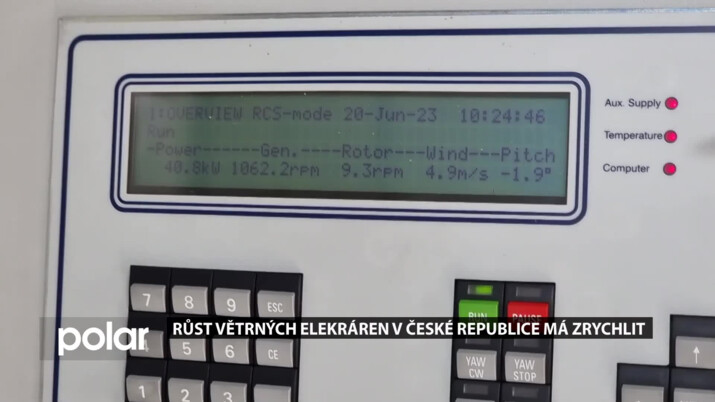 1:OVERVIEW RCS-mode 20-Jun-23 10:24:46
Run
-Power------Gen.----Rotor---Wind---Pitch
40.8kW 1062.2rpm 9.3rpm 4.9m/s -1.9°
Aux. Supply
Temperature
Computer
7 8 9 ESC
4 5 6 CE
1 2 3
RUN PAUSE
YAW CW YAW STOP
↑
polar
RŮST VĚTRNÝCH ELEKRÁREN V ČESKÉ REPUBLICE MÁ ZRYCHLIT